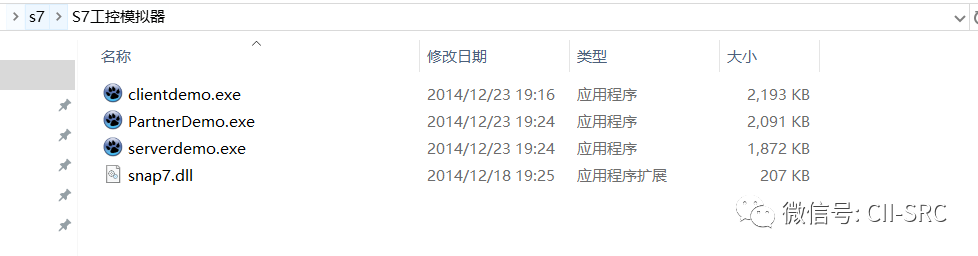 s7 S7工控模拟器
名称 修改日期 类型 大小
clientdemo.exe 2014/12/23 19:16 应用程序 2,193 KB
PartnerDemo.exe 2014/12/23 19:24 应用程序 2,091 KB
serverdemo.exe 2014/12/23 19:24 应用程序 1,872 KB
snap7.dll 2014/12/18 19:25 应用程序扩展 207 KB
微信号: CII-SRC